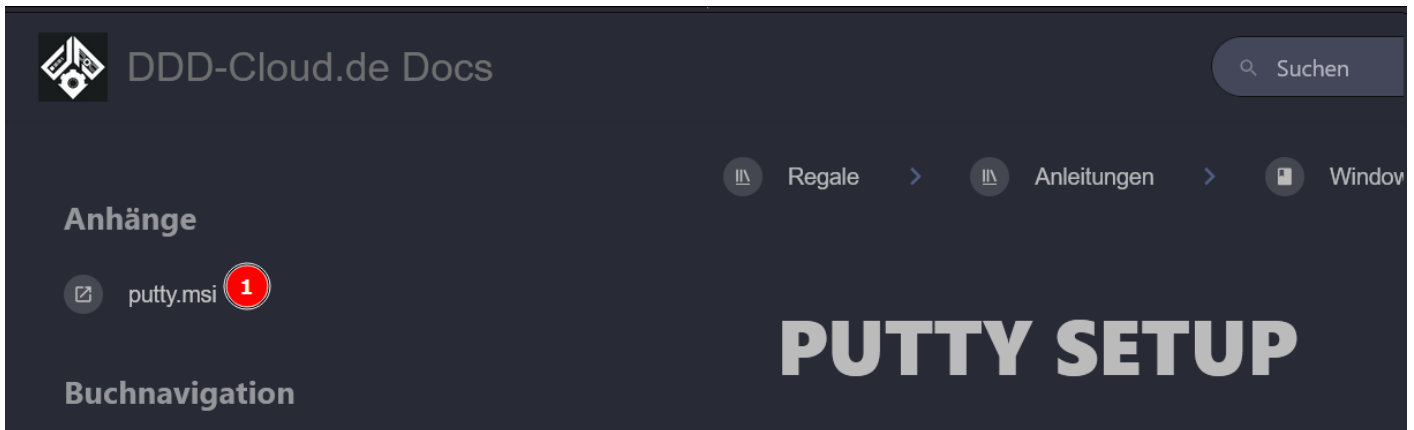 DDD-Cloud.de Docs
Suchen
Regale > Anleitungen >
Anhänge
putty.msi 1
PUTTY SETUP
Buchnavigation